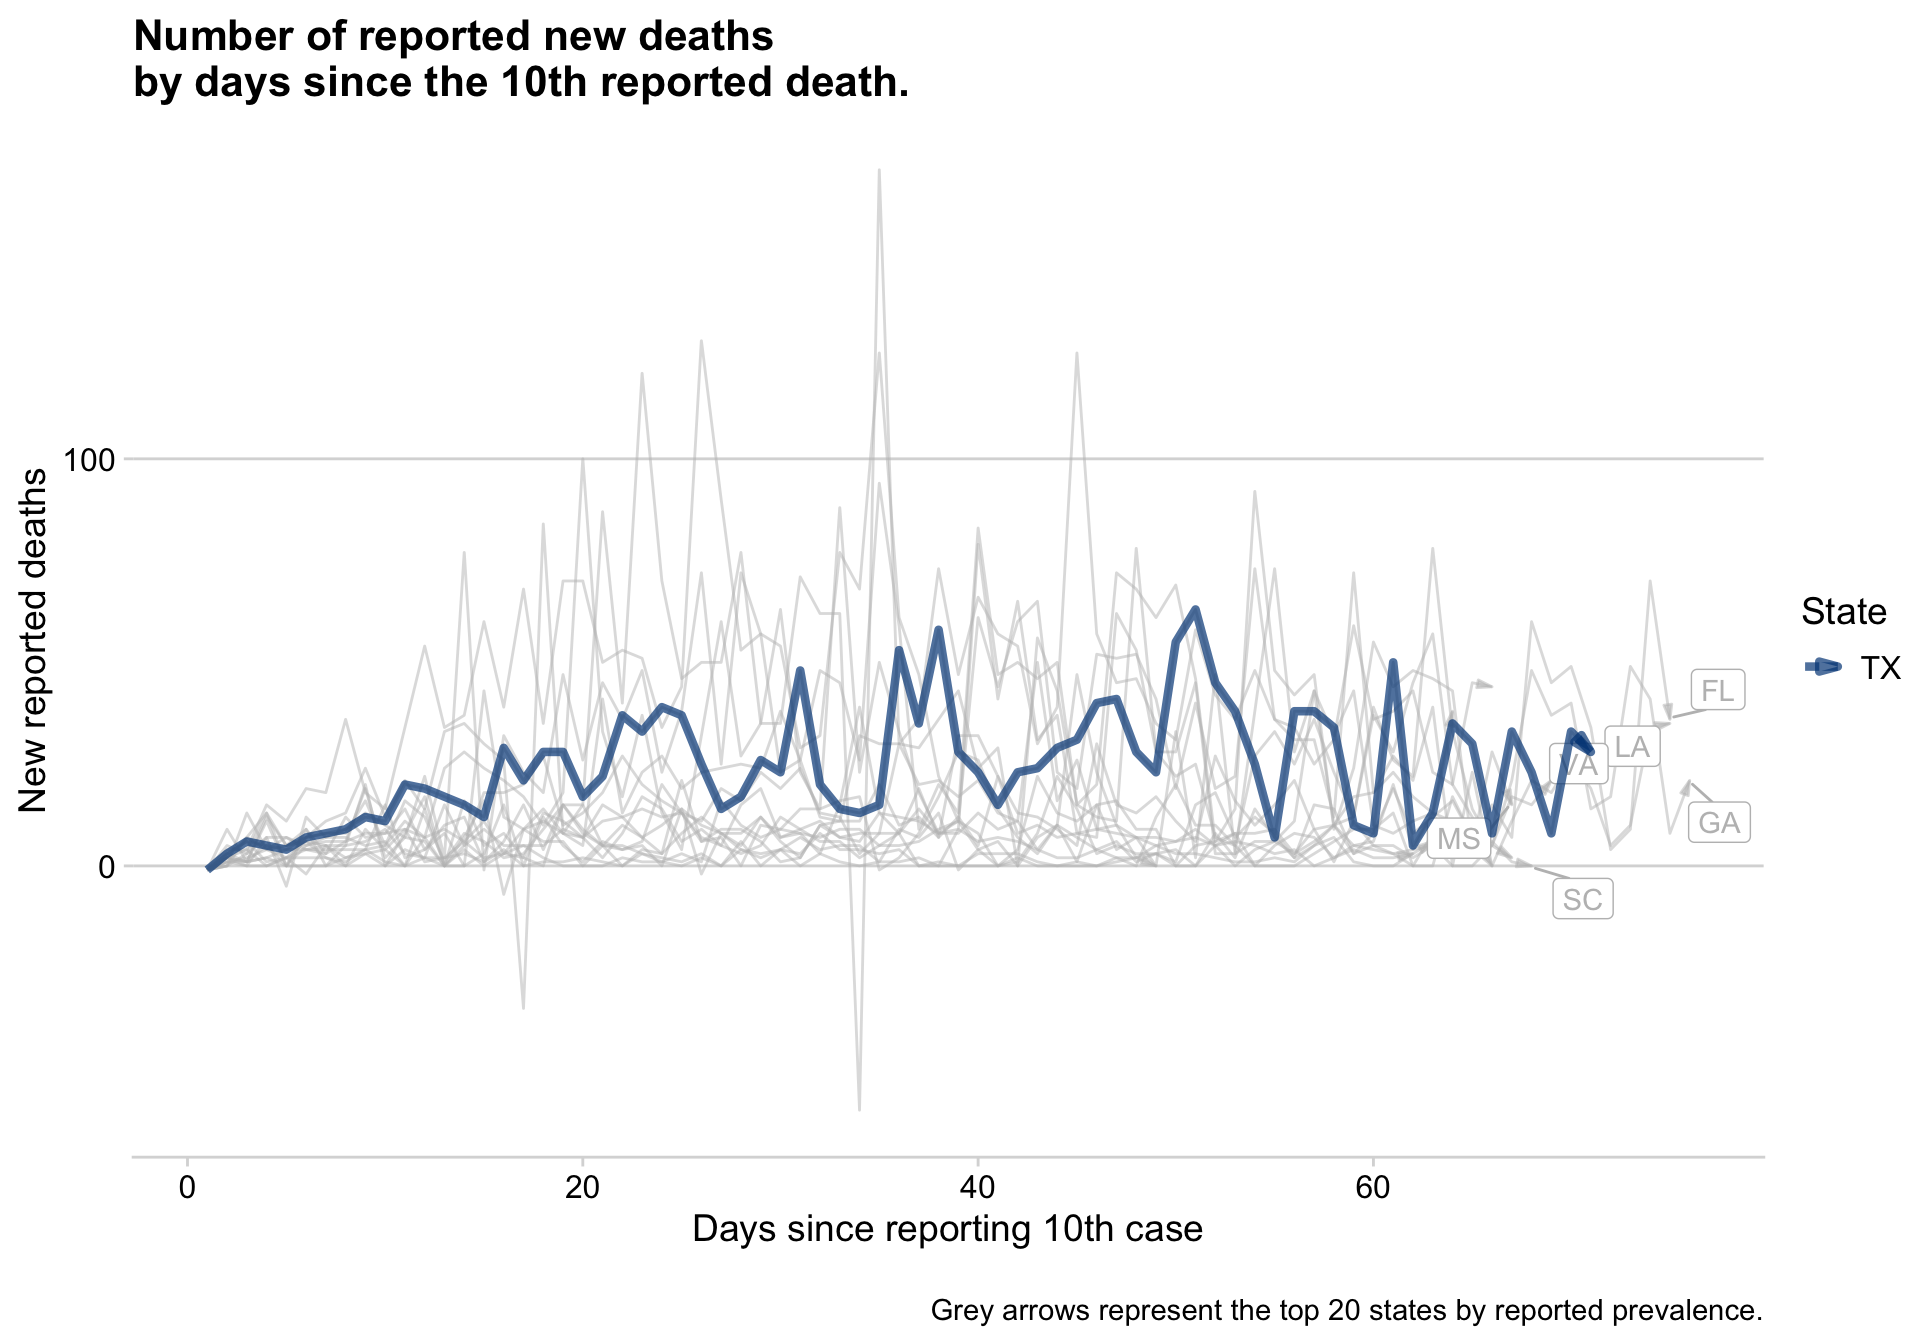 Number of reported new deaths
by days since the 10th reported death.
New reported deaths
100
0
FL
LA
VA
GA
MS
SC
State
TX
0
20
40
60
Days since reporting 10th case
Grey arrows represent the top 20 states by reported prevalence.